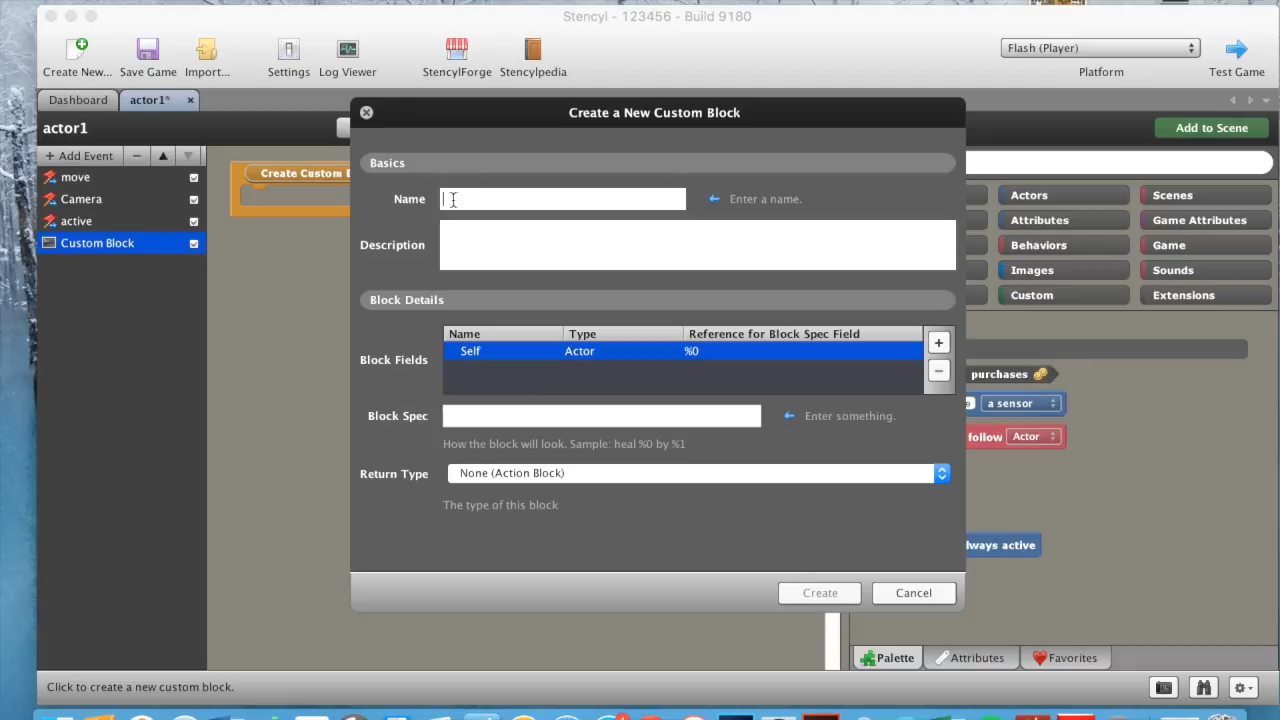 Stencyl - 123456 - Build 9180
Create New...
Save Game
Import...
Settings
Log Viewer
StencylForge
Stencylpedia
Flash (Player)
Platform
Test Game
Dashboard
actor1*
actor1
Add to Scene
+ Add Event
move
Camera
active
Custom Block
Create Custom B
Create a New Custom Block
Basics
Name
Enter a name.
Description
Block Details
Block Fields
Name Type Reference for Block Spec Field
Self Actor %0
Block Spec
Enter something.
How the block will look. Sample: heal %0 by %1
Return Type
None (Action Block)
The type of this block
Create
Cancel
Actors
Scenes
Attributes
Game Attributes
Behaviors
Game
Images
Sounds
Custom
Extensions
purchases
a sensor
follow Actor
lways active
Palette
Attributes
Favorites
Click to create a new custom block.